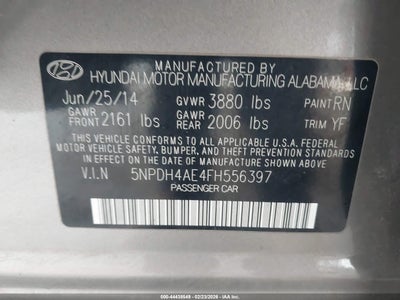 MANUFACTURED BY
HYUNDAI MOTOR MANUFACTURING ALABAMA, LLC
Jun/25/14 GVWR 3880 lbs PAINT RN
GAWR FRONT 2161 lbs GAWR REAR 2006 lbs TRIM YF
THIS VEHICLE CONFORMS TO ALL APPLICABLE U.S.A. FEDERAL
MOTOR VEHICLE SAFETY, BUMPER, AND THEFT PREVENTION
STANDARDS IN EFFECT ON THE DATE OF MANUFACTURE SHOWN ABOVE.
V.I.N 5NPDH4AE4FH556397
PASSENGER CAR